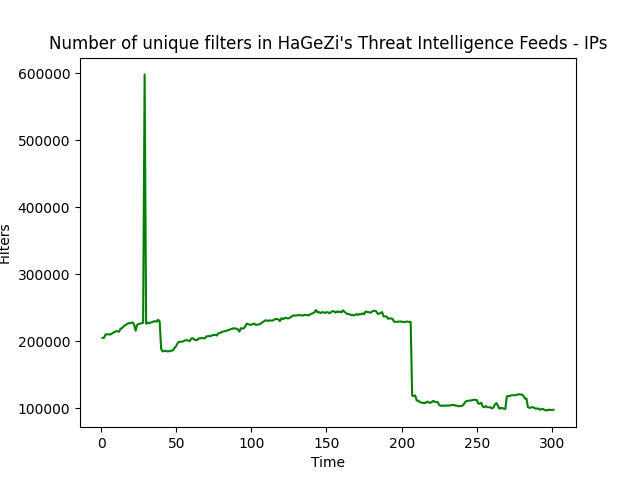 Number of unique filters in HaGeZi's Threat Intelligence Feeds - IPs
600000
500000
400000
300000
200000
100000
Filters
0 50 100 150 200 250 300
Time